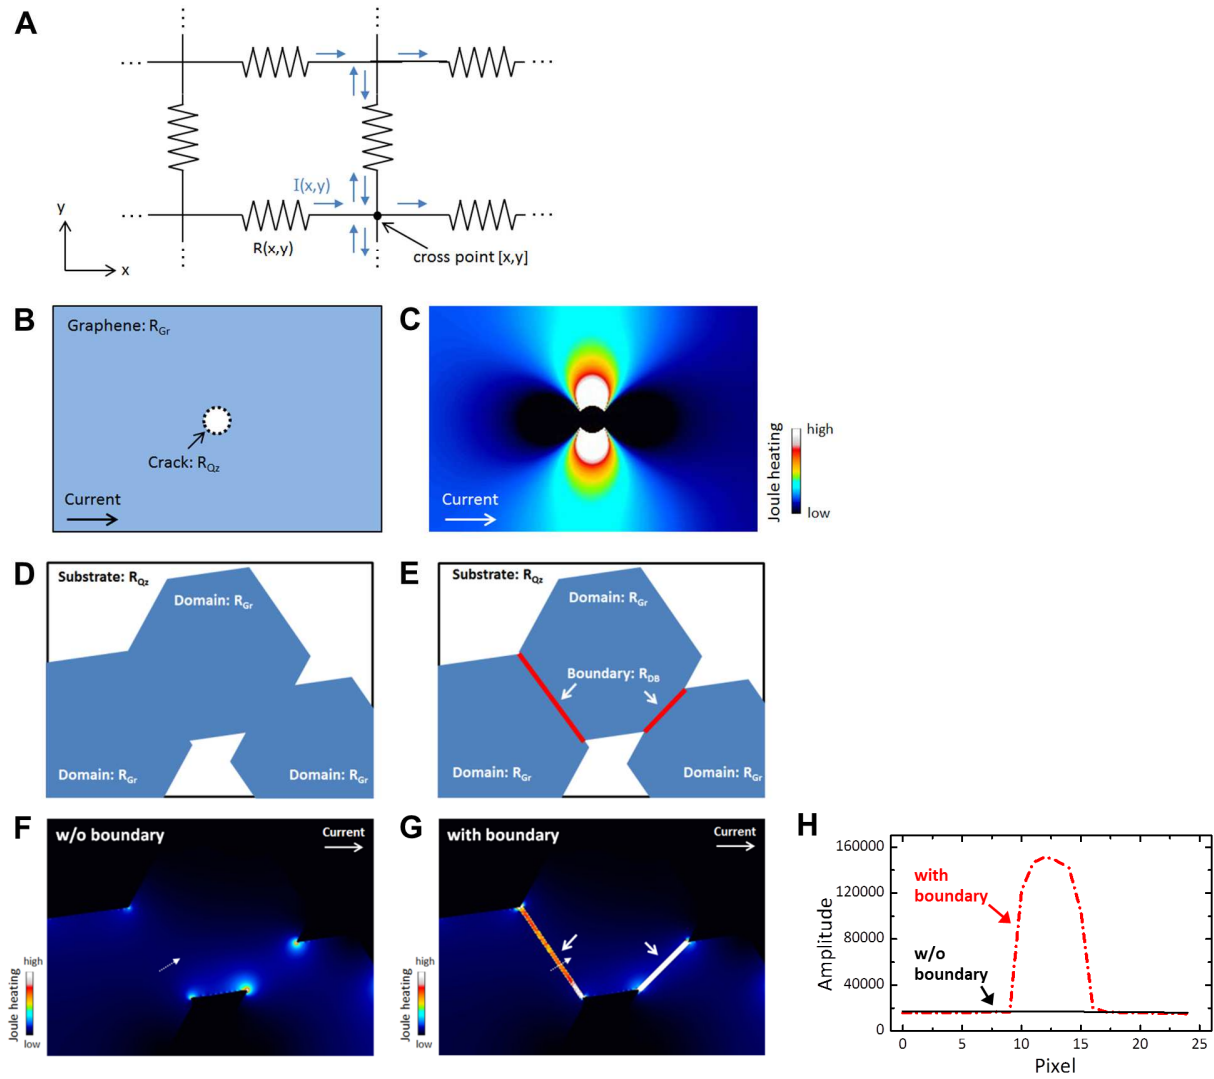 A
I(x,y)
y
R(x,y)
cross point [x,y]
x
B
Graphene: R_Gr
Crack: R_Qz
Current
C
Current
Joule heating
high
low
D
Substrate: R_Qz
Domain: R_Gr
Domain: R_Gr
Domain: R_Gr
E
Substrate: R_Qz
Domain: R_Gr
Boundary: R_DB
Domain: R_Gr
Domain: R_Gr
F
w/o boundary
Current
Joule heating
high
low
G
with boundary
Current
Joule heating
high
low
H
160000
120000
80000
40000
0
Amplitude
with
boundary
w/o
boundary
0
5
10
15
20
25
Pixel